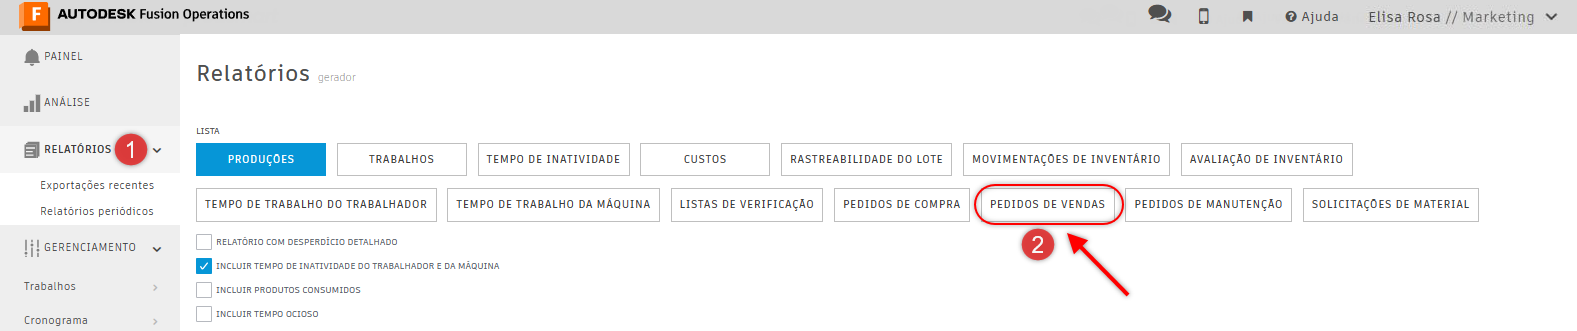 F AUTODESK Fusion Operations
Ajuda
Elisa Rosa // Marketing
PAINEL
ANÁLISE
RELATÓRIOS 1
Exportações recentes
Relatórios periódicos
GERENCIAMENTO
Trabalhos
Cronograma
Relatórios gerador
LISTA
PRODUÇÕES
TRABALHOS
TEMPO DE INATIVIDADE
CUSTOS
RASTREABILIDADE DO LOTE
MOVIMENTAÇÕES DE INVENTÁRIO
AVALIAÇÃO DE INVENTÁRIO
TEMPO DE TRABALHO DO TRABALHADOR
TEMPO DE TRABALHO DA MÁQUINA
LISTAS DE VERIFICAÇÃO
PEDIDOS DE COMPRA
PEDIDOS DE VENDAS
PEDIDOS DE MANUTENÇÃO
SOLICITAÇÕES DE MATERIAL
2
RELATÓRIO COM DESPERDÍCIO DETALHADO
INCLUIR TEMPO DE INATIVIDADE DO TRABALHADOR E DA MÁQUINA
INCLUIR PRODUTOS CONSUMIDOS
INCLUIR TEMPO OCIOSO